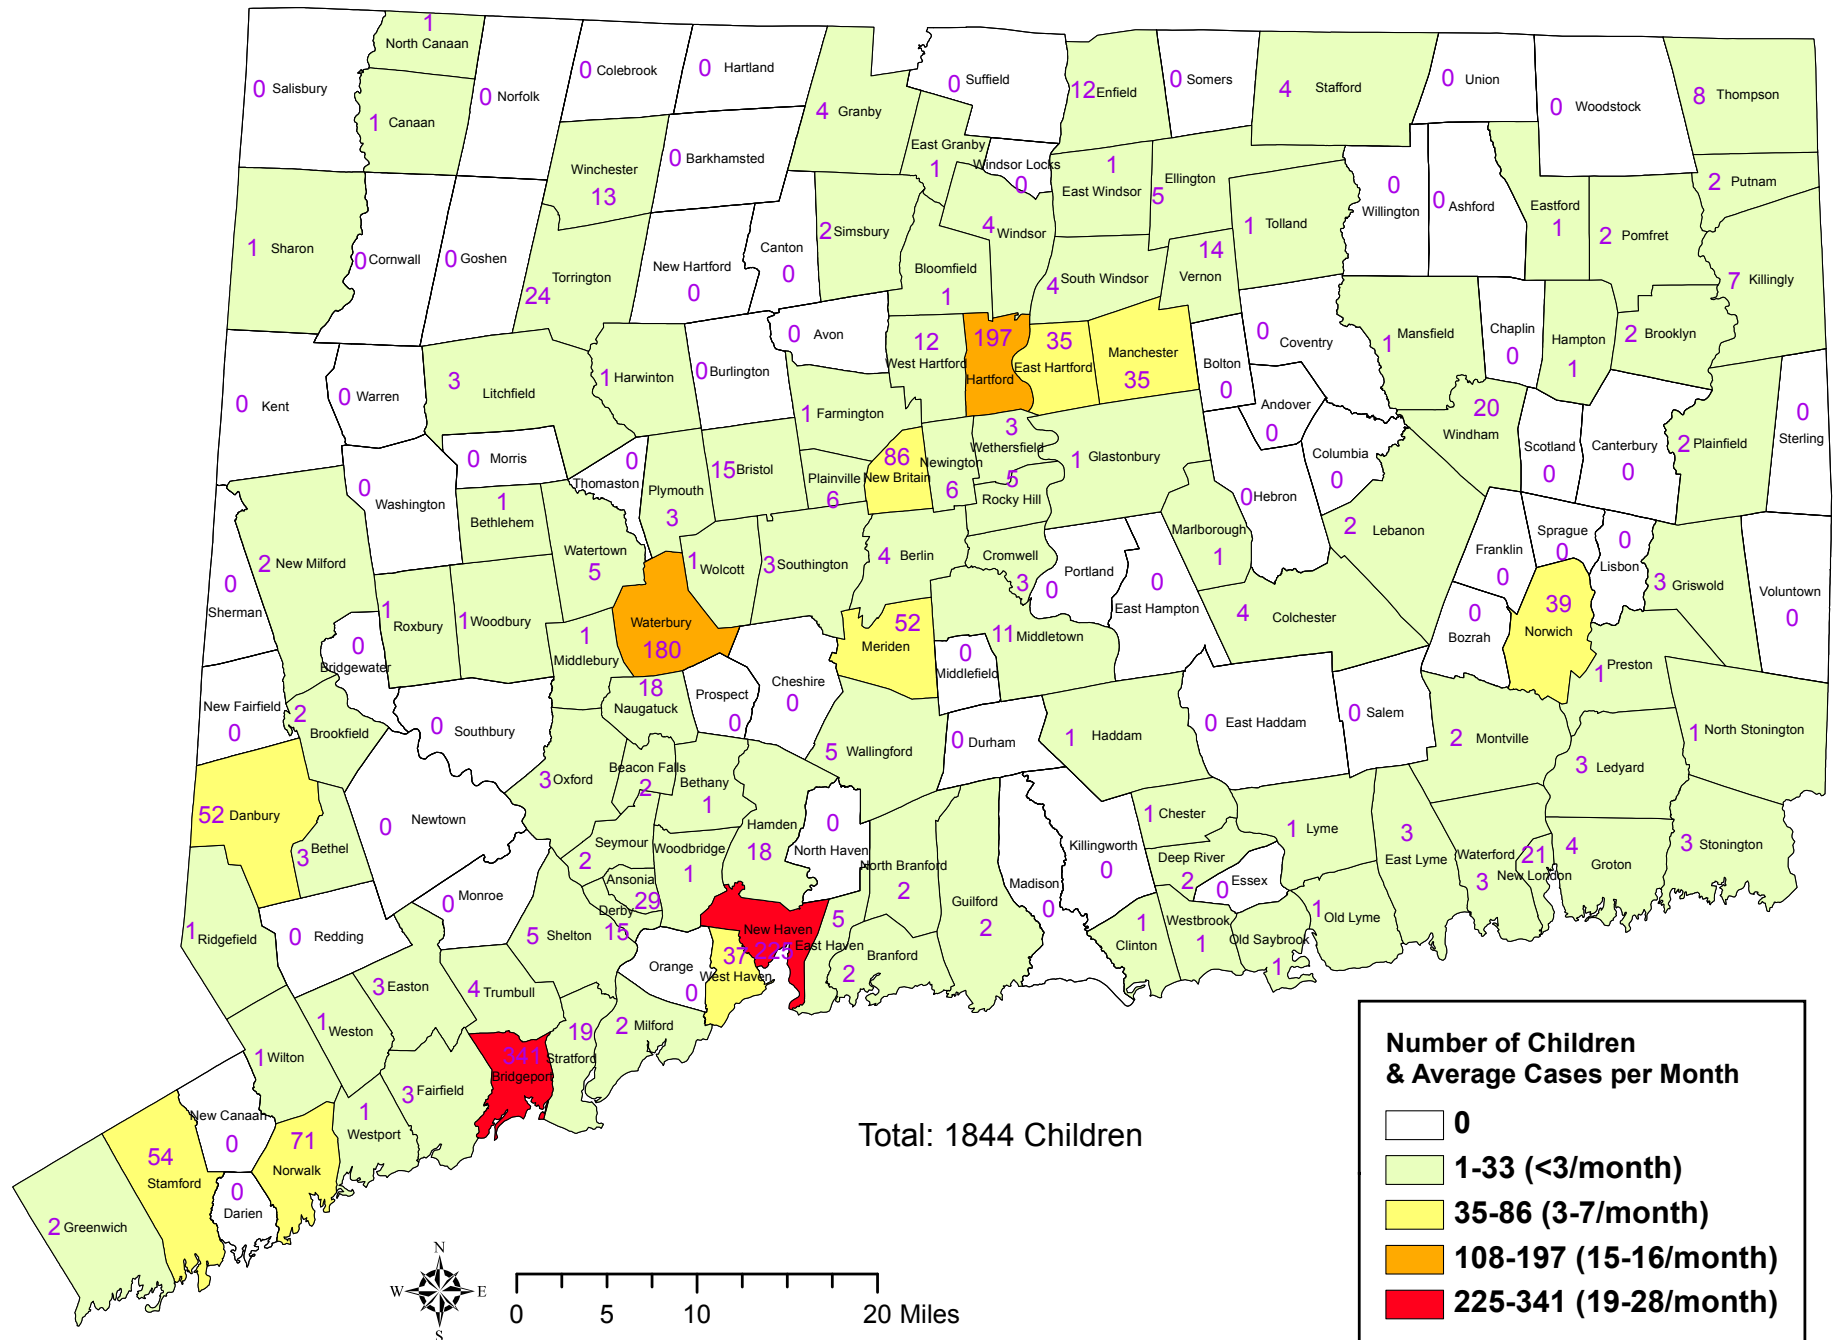 1
North Canaan
0 Salisbury
1 Canaan
0 Norfolk
0 Colebrook
0 Hartland
4 Granby
0 Suffield
12 Enfield
0 Somers
4 Stafford
0 Union
0 Woodstock
8 Thompson
Winchester
13
0 Barkhamsted
East Granby
1
Windsor Locks
0
1
East Windsor
Ellington
5
0
Willington
0 Ashford
Eastford
1
2 Putnam
1 Sharon
0 Cornwall
0 Goshen
Torrington
24
New Hartford
0
Canton
0
2 Simsbury
Bloomfield
1
4 Windsor
4 South Windsor
14
Vernon
1 Tolland
2 Pomfret
7 Killingly
0 Kent
0 Warren
3 Litchfield
1 Harwinton
0 Burlington
0 Avon
12
West Hartford
197
Hartford
35
East Hartford
Manchester
35
Bolton
0
0
Coventry
1 Mansfield
Chaplin
0
Hampton
1
2 Brooklyn
1 Farmington
Andover
0
20
Windham
Scotland
0
Canterbury
0
2 Plainfield
0
Sterling
0 Morris
0
Thomaston
0
Washington
1
Bethlehem
Plymouth
3
15 Bristol
Plainville
6
86
New Britain
Newington
6
3
Wethersfield
5
Rocky Hill
1 Glastonbury
0 Hebron
Columbia
0
2 Lebanon
2 New Milford
Watertown
5
1 Wolcott
3 Southington
4 Berlin
Cromwell
3
Portland
0
0
East Hampton
Marlborough
1
Franklin
0
Sprague
0
0
Lisbon
3 Griswold
Voluntown
0
0
Sherman
1
Roxbury
1 Woodbury
1
Middlebury
Waterbury
180
52
Meriden
0
Middlefield
11 Middletown
4 Colchester
0
Bozrah
39
Norwich
1 Preston
0
Bridgewater
New Fairfield
0
2
Brookfield
0 Southbury
18
Naugatuck
Prospect
0
Cheshire
0
5 Wallingford
0 Durham
1 Haddam
0 East Haddam
0 Salem
2 Montville
1 North Stonington
3 Ledyard
52 Danbury
3 Bethel
0 Newtown
3 Oxford
Beacon Falls
2
Bethany
1
Hamden
18
0
North Haven
North Branford
2
Guilford
2
Madison
0
Killingworth
0
1 Chester
Deep River
2
0 Essex
1 Lyme
3
East Lyme
Waterford
3
21
New London
4
Groton
3 Stonington
Seymour
2
Woodbridge
1
Ansonia
29
Derby
15
0 Monroe
0 Redding
1 Ridgefield
5 Shelton
Orange
0
37
West Haven
New Haven
225
5
East Haven
Branford
2
1
Clinton
Westbrook
1
Old Saybrook
1
1 Old Lyme
3 Easton
4 Trumbull
1 Weston
1 Wilton
19
Stratford
2 Milford
341
Bridgeport
3 Fairfield
1
Westport
New Canaan
0
71
Norwalk
54
Stamford
0
Darien
2 Greenwich
Total: 1844 Children
N
W
E
S
0
5
10
20 Miles
Number of Children
& Average Cases per Month
0
1-33 (<3/month)
35-86 (3-7/month)
108-197 (15-16/month)
225-341 (19-28/month)